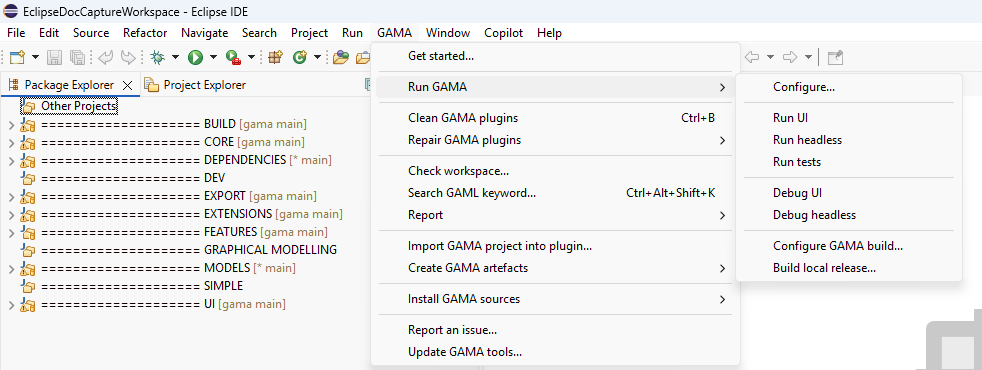 EclipseDocCaptureWorkspace - Eclipse IDE
File Edit Source Refactor Navigate Search Project Run GAMA Window Copilot Help
Package Explorer Project Explorer
Other Projects
==================== BUILD [gama main]
==================== CORE [gama main]
==================== DEPENDENCIES [* main]
==================== DEV
==================== EXPORT [gama main]
==================== EXTENSIONS [gama main]
==================== FEATURES [gama main]
==================== GRAPHICAL MODELLING
==================== MODELS [* main]
==================== SIMPLE
==================== UI [gama main]
Get started...
Run GAMA
Clean GAMA plugins Ctrl+B
Repair GAMA plugins
Check workspace...
Search GAML keyword... Ctrl+Alt+Shift+K
Report
Import GAMA project into plugin...
Create GAMA artefacts
Install GAMA sources
Report an issue...
Update GAMA tools...
Configure...
Run UI
Run headless
Run tests
Debug UI
Debug headless
Configure GAMA build...
Build local release...